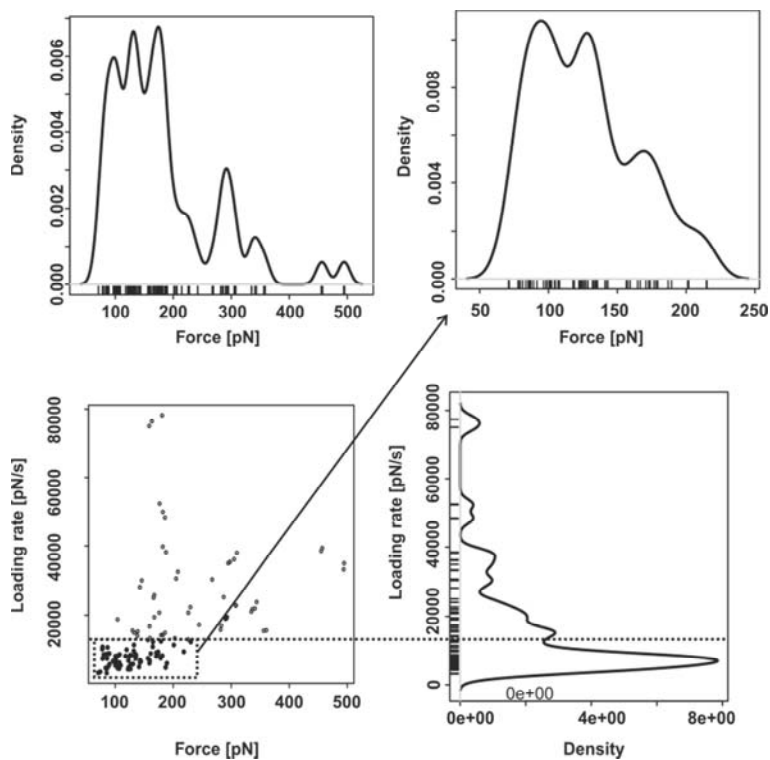 Density
0.000
0.002
0.004
0.006
100 200 300 400 500
Force [pN]
Density
0.000
0.004
0.008
50 100 150 200 250
Force [pN]
Loading rate [pN/s]
20000
40000
60000
80000
100 200 300 400 500
Force [pN]
Loading rate [pN/s]
0
20000
40000
60000
80000
0e+00
0e+00 4e+00 8e+00
Density